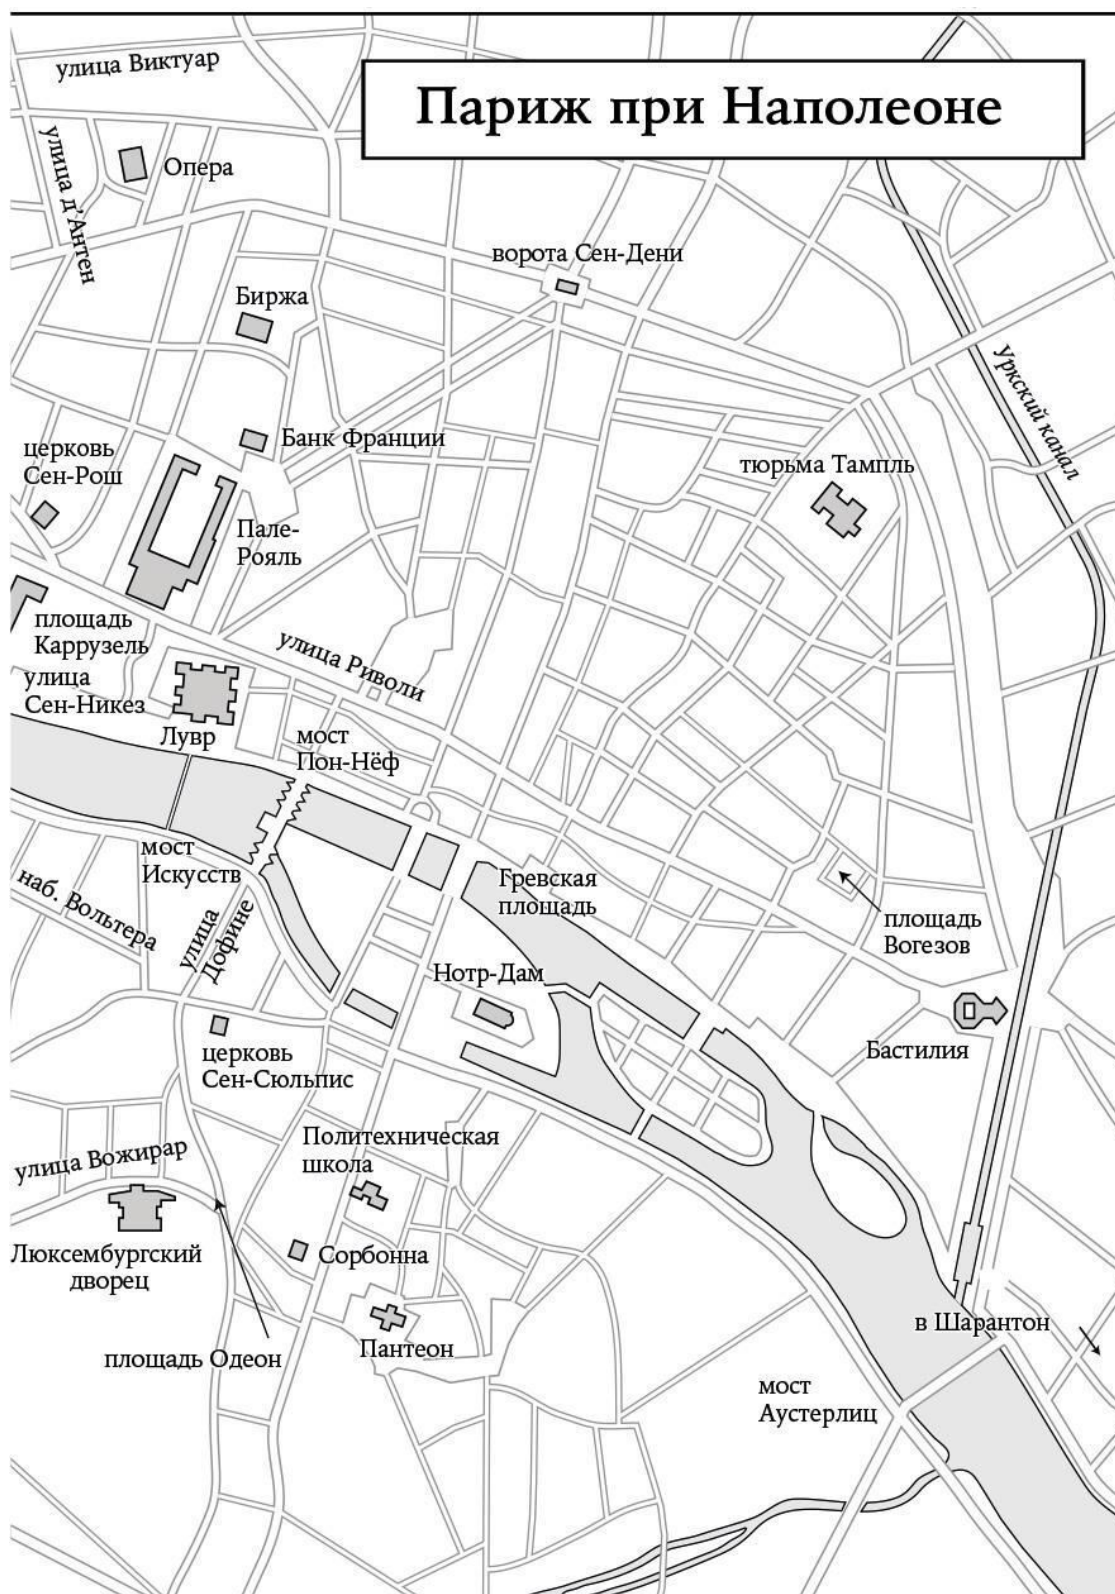 Париж при Наполеоне
улица Виктуар
улица д’Антен
Опера
ворота Сен-Дени
Биржа
Уркский канал
церковь
Сен-Рош
Банк Франции
тюрьма Тампль
Пале-
Рояль
площадь
Каррузель
улица Риволи
улица
Сен-Никез
Лувр
мост
Пон-Нёф
мост
Искусств
наб. Вольтера
улица
Дофине
Гревская
площадь
площадь
Вогезов
Нотр-Дам
Бастилия
церковь
Сен-Сюльпис
Политехническая
школа
улица Вожирар
Люксембургский
дворец
Сорбонна
площадь Одеон
Пантеон
в Шарантон
мост
Аустерлиц